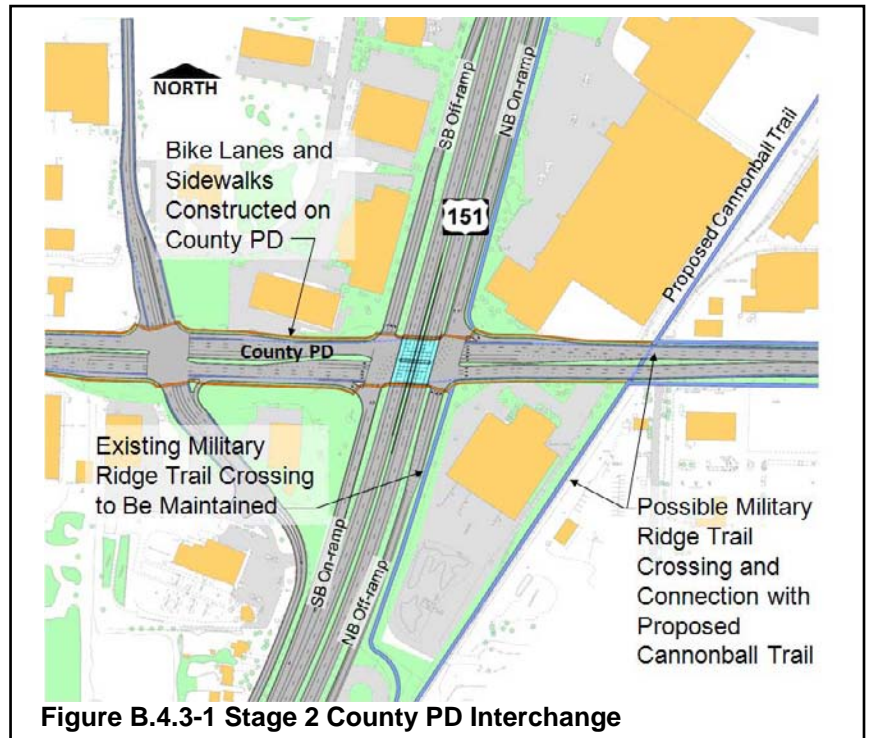 NORTH
Bike Lanes and
Sidewalks
Constructed on
County PD
SB Off-ramp
NB On-ramp
151
Proposed Cannonball Trail
County PD
Existing Military
Ridge Trail Crossing
to Be Maintained
SB On-ramp
NB Off-ramp
Possible Military
Ridge Trail
Crossing and
Connection with
Proposed
Cannonball Trail
Figure B.4.3-1 Stage 2 County PD Interchange